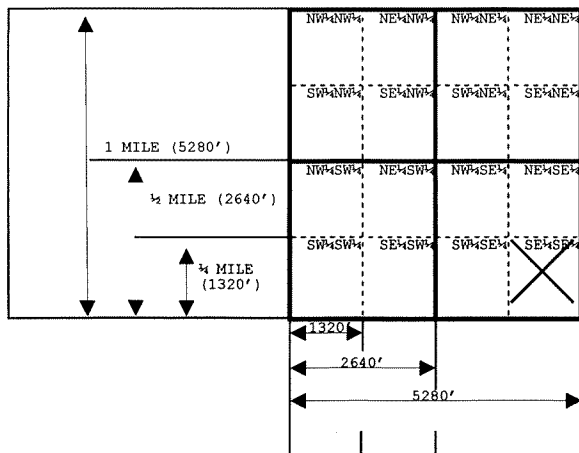 NW¼NW¼ NE¼NW¼ NW¼NE¼ NE¼NE¼
SW¼NW¼ SE¼NW¼ SW¼NE¼ SE¼NE¼
1 MILE (5280′)
NW¼SW¼ NE¼SW¼ NW¼SE¼ NE¼SE¼
½ MILE (2640′)
SW¼SW¼ SE¼SW¼ SW¼SE¼ SE¼SE¼
¼ MILE
(1320′)
1320′
2640′
5280′